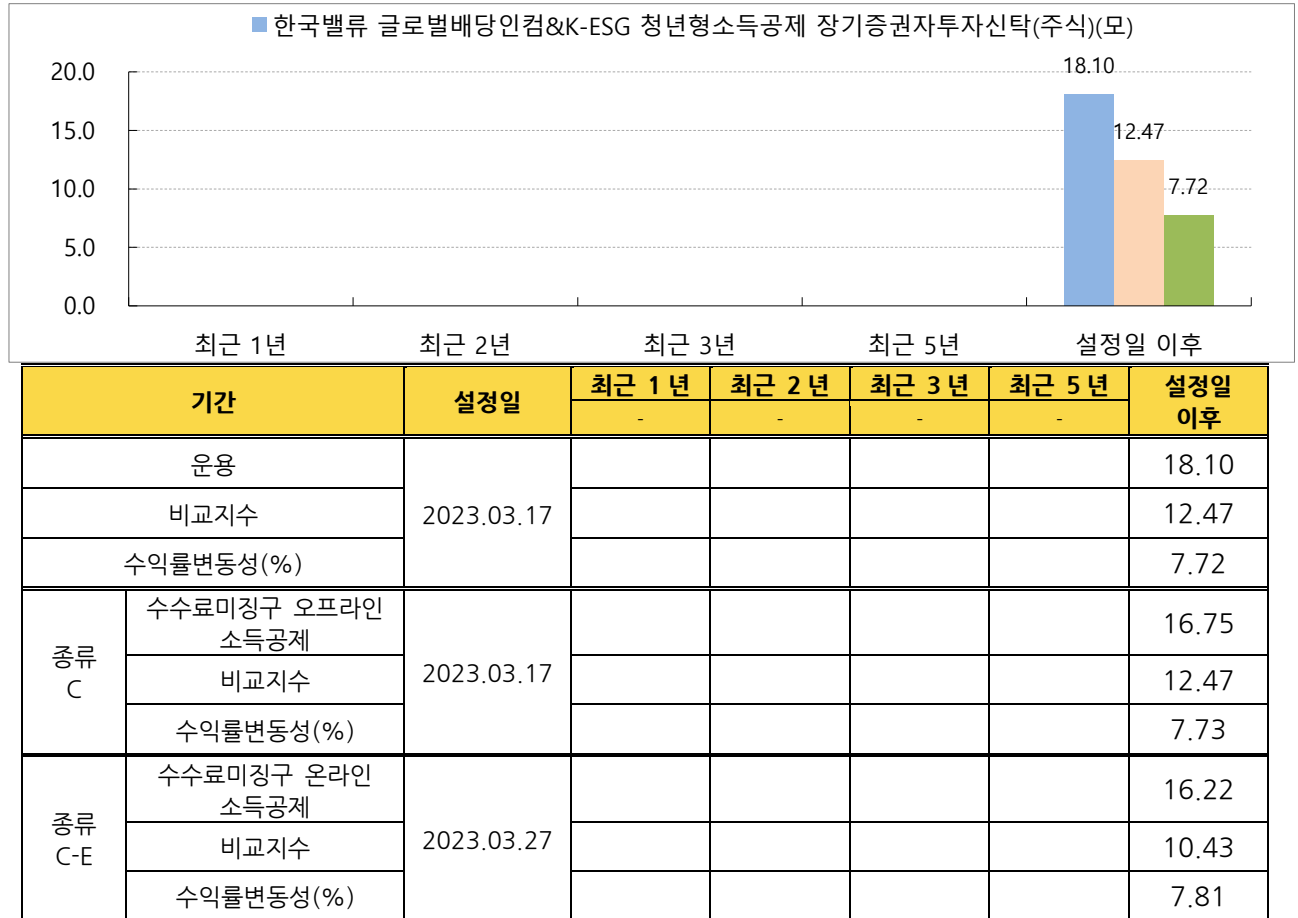 한국밸류 글로벌배당인컴&K-ESG 청년형소득공제 장기증권자투자신탁(주식)(모)
20.0
15.0
10.0
5.0
0.0
18.10
12.47
7.72
최근 1년 최근 2년 최근 3년 최근 5년 설정일 이후
기간 설정일 최근 1년 최근 2년 최근 3년 최근 5년 설정일
이후
- - - -
운용 18.10
비교지수 2023.03.17 12.47
수익률변동성(%) 7.72
종류
C
수수료미징구 오프라인
소득공제
2023.03.17
16.75
비교지수 12.47
수익률변동성(%) 7.73
종류
C-E
수수료미징구 온라인
소득공제
2023.03.27
16.22
비교지수 10.43
수익률변동성(%) 7.81